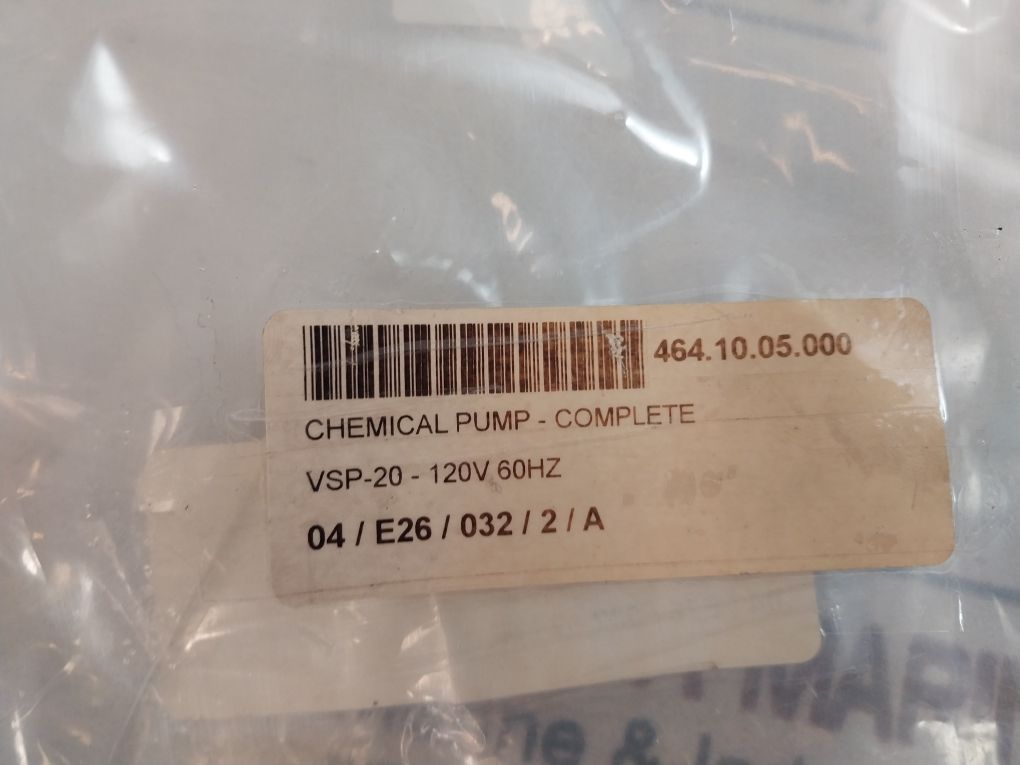 464.10.05.000
CHEMICAL PUMP - COMPLETE
VSP-20 - 120V 60HZ
04 / E26 / 032 / 2 / A